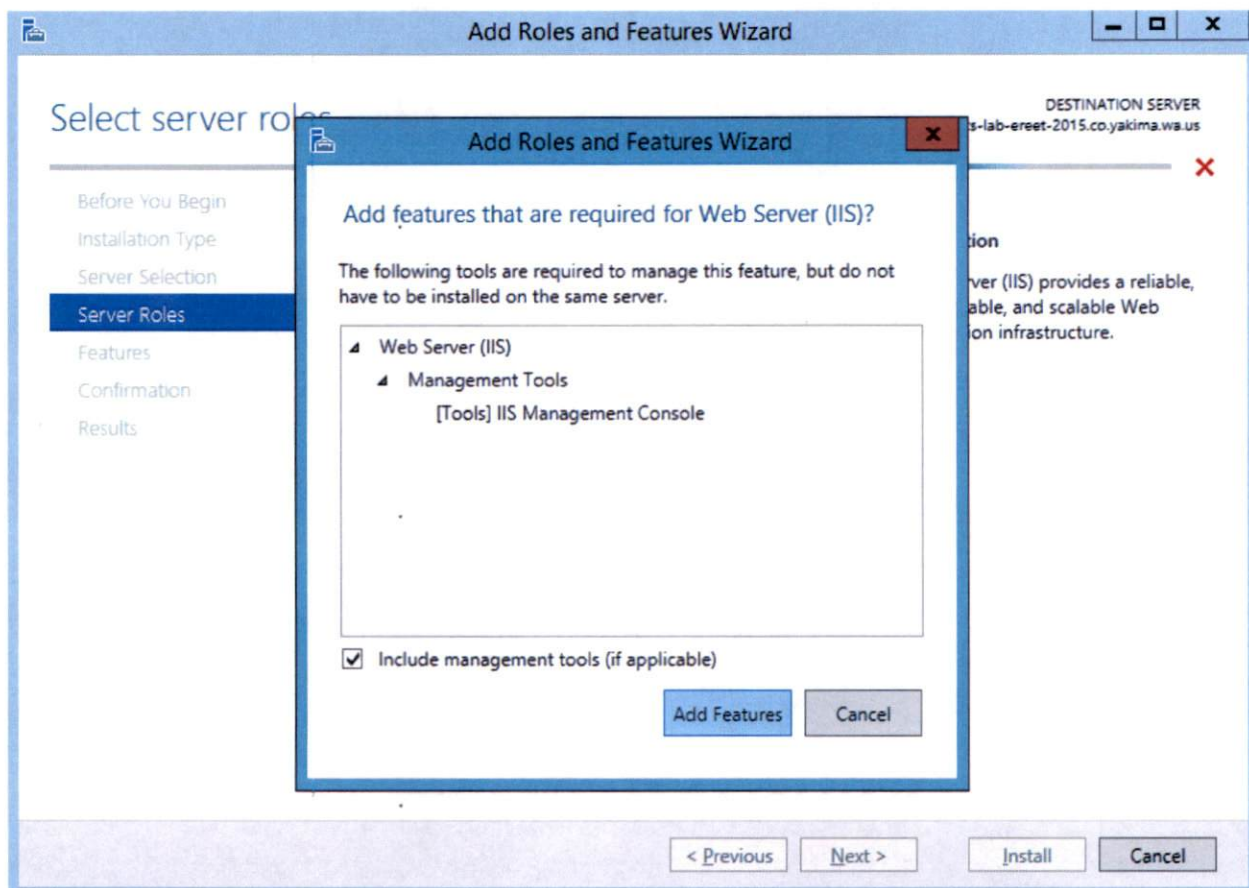 Add Roles and Features Wizard
Select server roles
DESTINATION SERVER
ts-lab-ereet-2015.co.yakima.wa.us
Before You Begin
Installation Type
Server Selection
Server Roles
Features
Confirmation
Results
Add Roles and Features Wizard
Add features that are required for Web Server (IIS)?
The following tools are required to manage this feature, but do not
have to be installed on the same server.
Web Server (IIS)
Management Tools
[Tools] IIS Management Console
Include management tools (if applicable)
Add Features
Cancel
tion
rver (IIS) provides a reliable,
able, and scalable Web
ion infrastructure.
< Previous
Next >
Install
Cancel